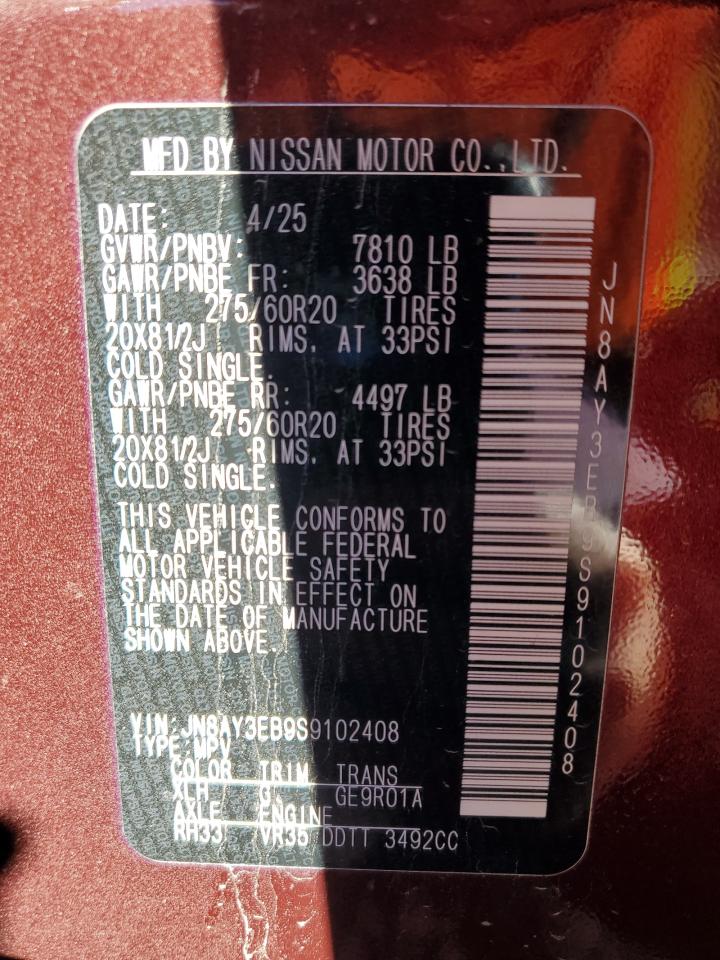 MFD BY NISSAN MOTOR CO.,LTD.
DATE: 4/25
GVWR/PNBV: 7810 LB
GAWR/PNBE FR: 3638 LB
WITH 275/60R20 TIRES
20X81/2J RIMS, AT 33PSI
COLD SINGLE.
GAWR/PNBE RR: 4497 LB
WITH 275/60R20 TIRES
20X81/2J RIMS, AT 33PSI
COLD SINGLE.
THIS VEHICLE CONFORMS TO
ALL APPLICABLE FEDERAL
MOTOR VEHICLE SAFETY
STANDARDS IN EFFECT ON
THE DATE OF MANUFACTURE
SHOWN ABOVE.
VIN:JN8AY3EB9S9102408
TYPE:MPV
COLOR TRIM TRANS
XLH G GE9R01A
AXLE ENGINE
RH33 VR35 DDTT 3492CC
JN8AY3EB9S9102408